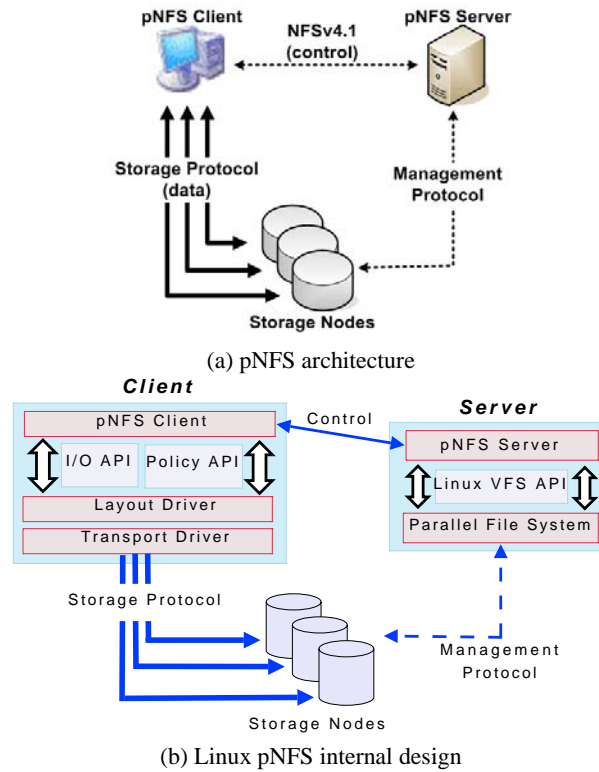 pNFS Client
pNFS Server
NFSv4.1
(control)
Storage Protocol
(data)
Management
Protocol
Storage Nodes
(a) pNFS architecture
Client
Server
pNFS Client
Control
pNFS Server
I/O API
Policy API
Linux VFS API
Layout Driver
Parallel File System
Transport Driver
Storage Protocol
Management
Protocol
Storage Nodes
(b) Linux pNFS internal design